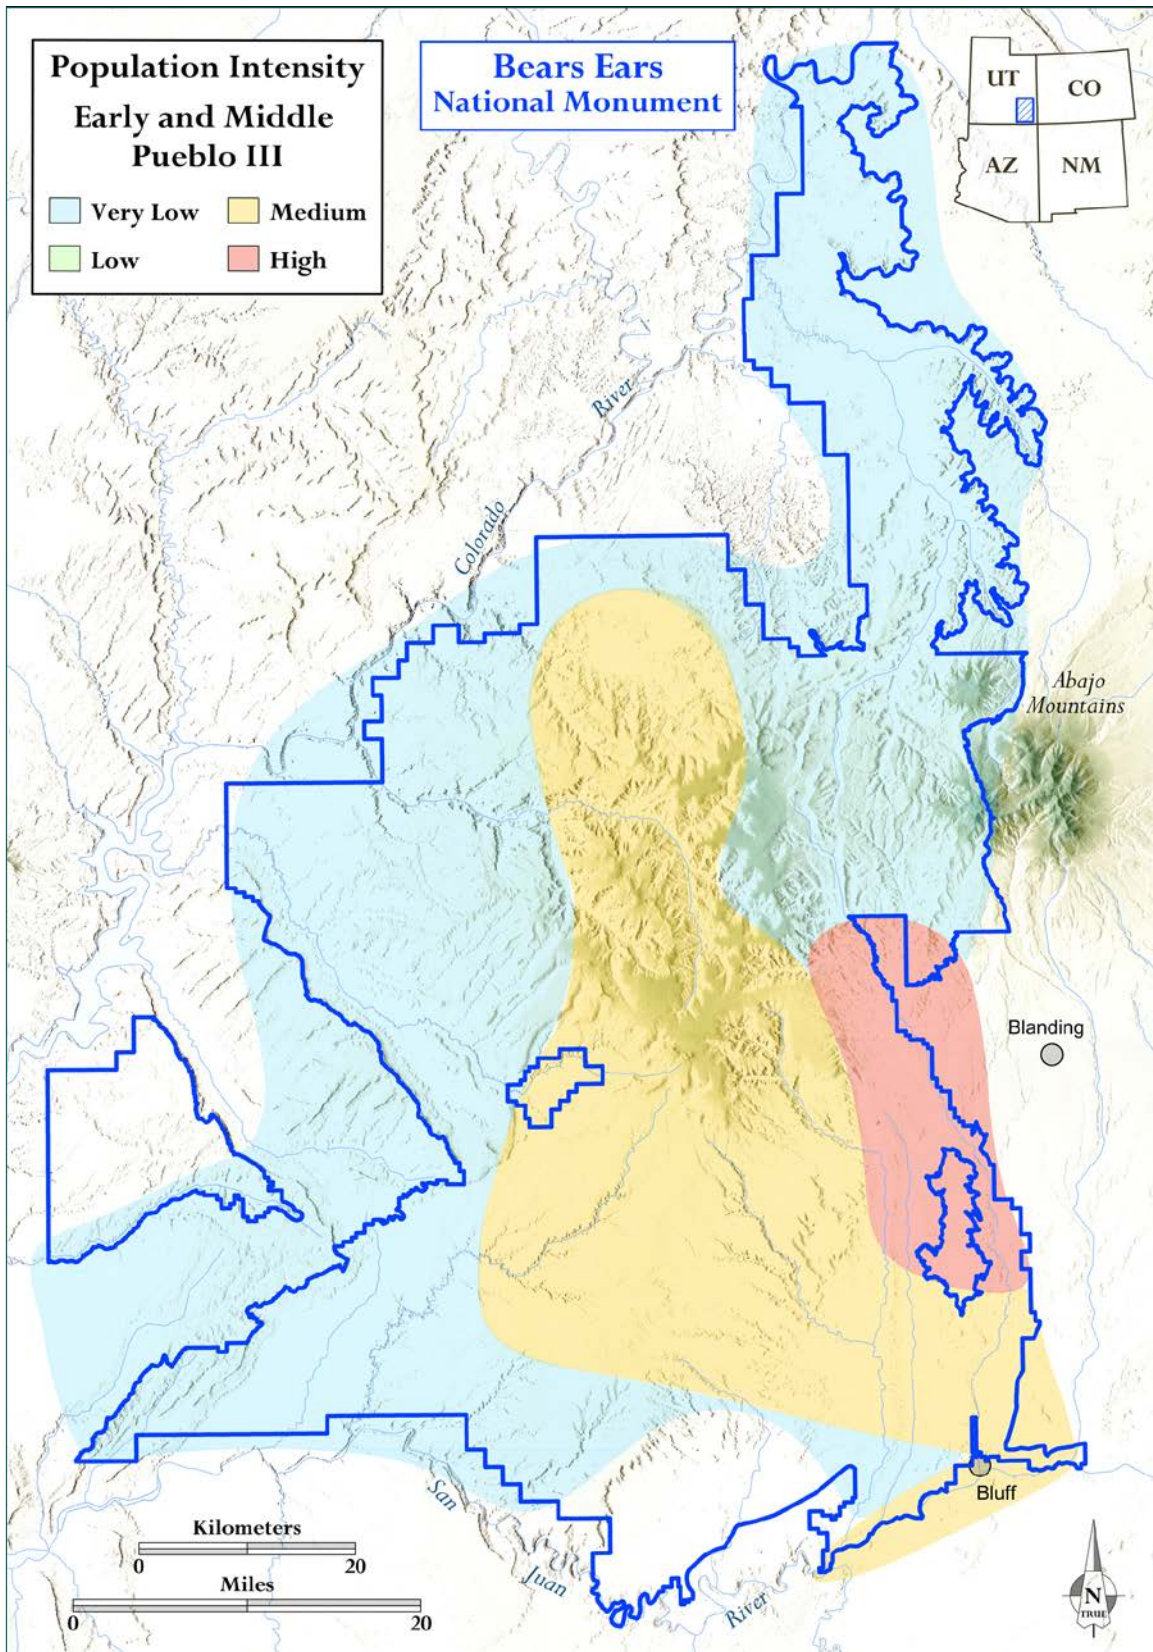 Population Intensity
Early and Middle
Pueblo III
Very Low
Medium
Low
High
Bears Ears
National Monument
UT
CO
AZ
NM
River
Colorado
Abajo
Mountains
Blanding
Bluff
San
Juan
River
Kilometers
0
20
Miles
0
20
N
TRUE